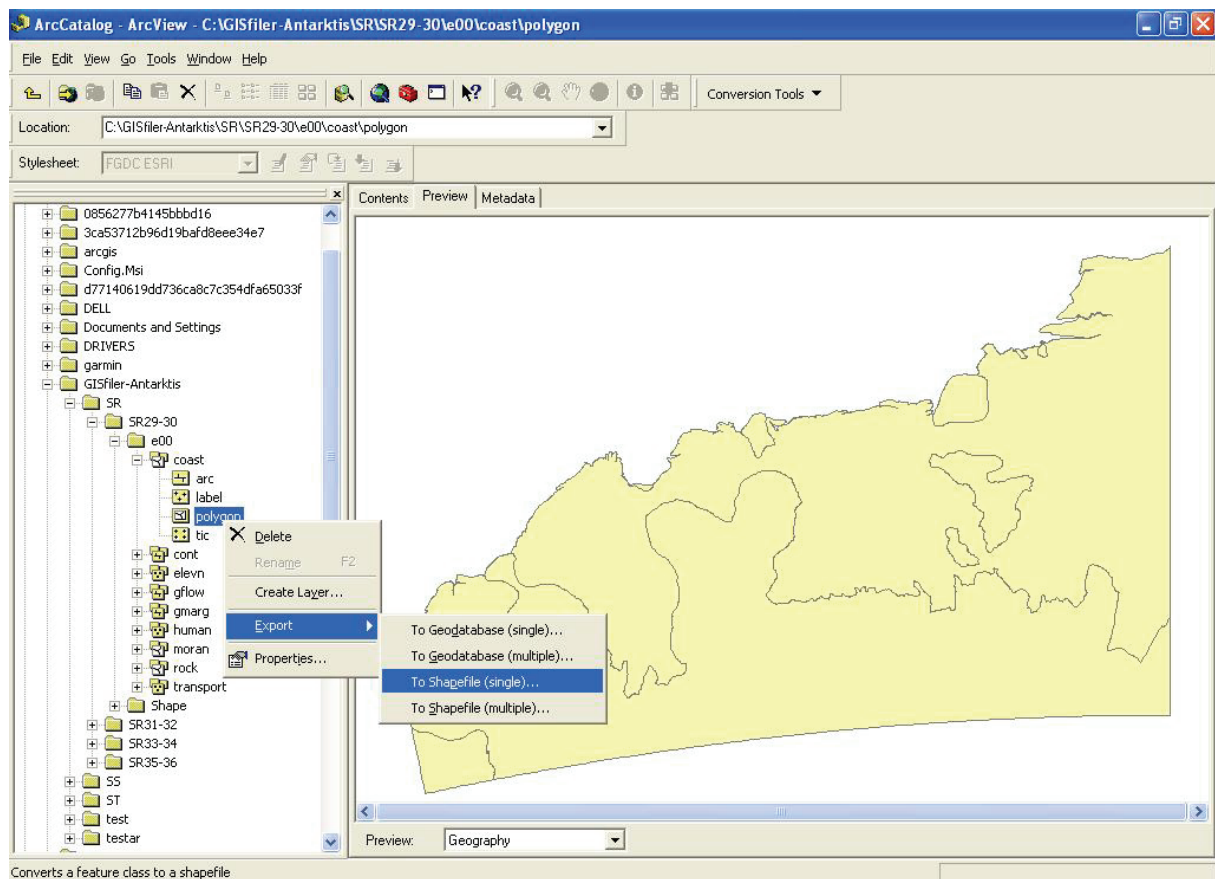 ArcCatalog - ArcView - C:\GISfiler-Antarktis\SR\SR29-30\e00\coast\polygon
File Edit View Go Tools Window Help
Conversion Tools
Location: C:\GISfiler-Antarktis\SR\SR29-30\e00\coast\polygon
Stylesheet: FGDC ESRI
Contents Preview Metadata
0856277b4145bbbd16
3ca53712b96d19bafd8eee34e7
arcgis
Config.Msi
d77140619dd736ca8c7c354dfa65033f
DELL
Documents and Settings
DRIVERS
garmin
GISfiler-Antarktis
SR
SR29-30
e00
coast
arc
label
polygon
tic
cont
elevn
gflow
gmarg
human
moran
rock
transport
Shape
SR31-32
SR33-34
SR35-36
SS
ST
test
testar
Delete
Rename F2
Create Layer...
Export
Properties...
To Geodatabase (single)...
To Geodatabase (multiple)...
To Shapefile (single)...
To Shapefile (multiple)...
Preview: Geography
Converts a feature class to a shapefile